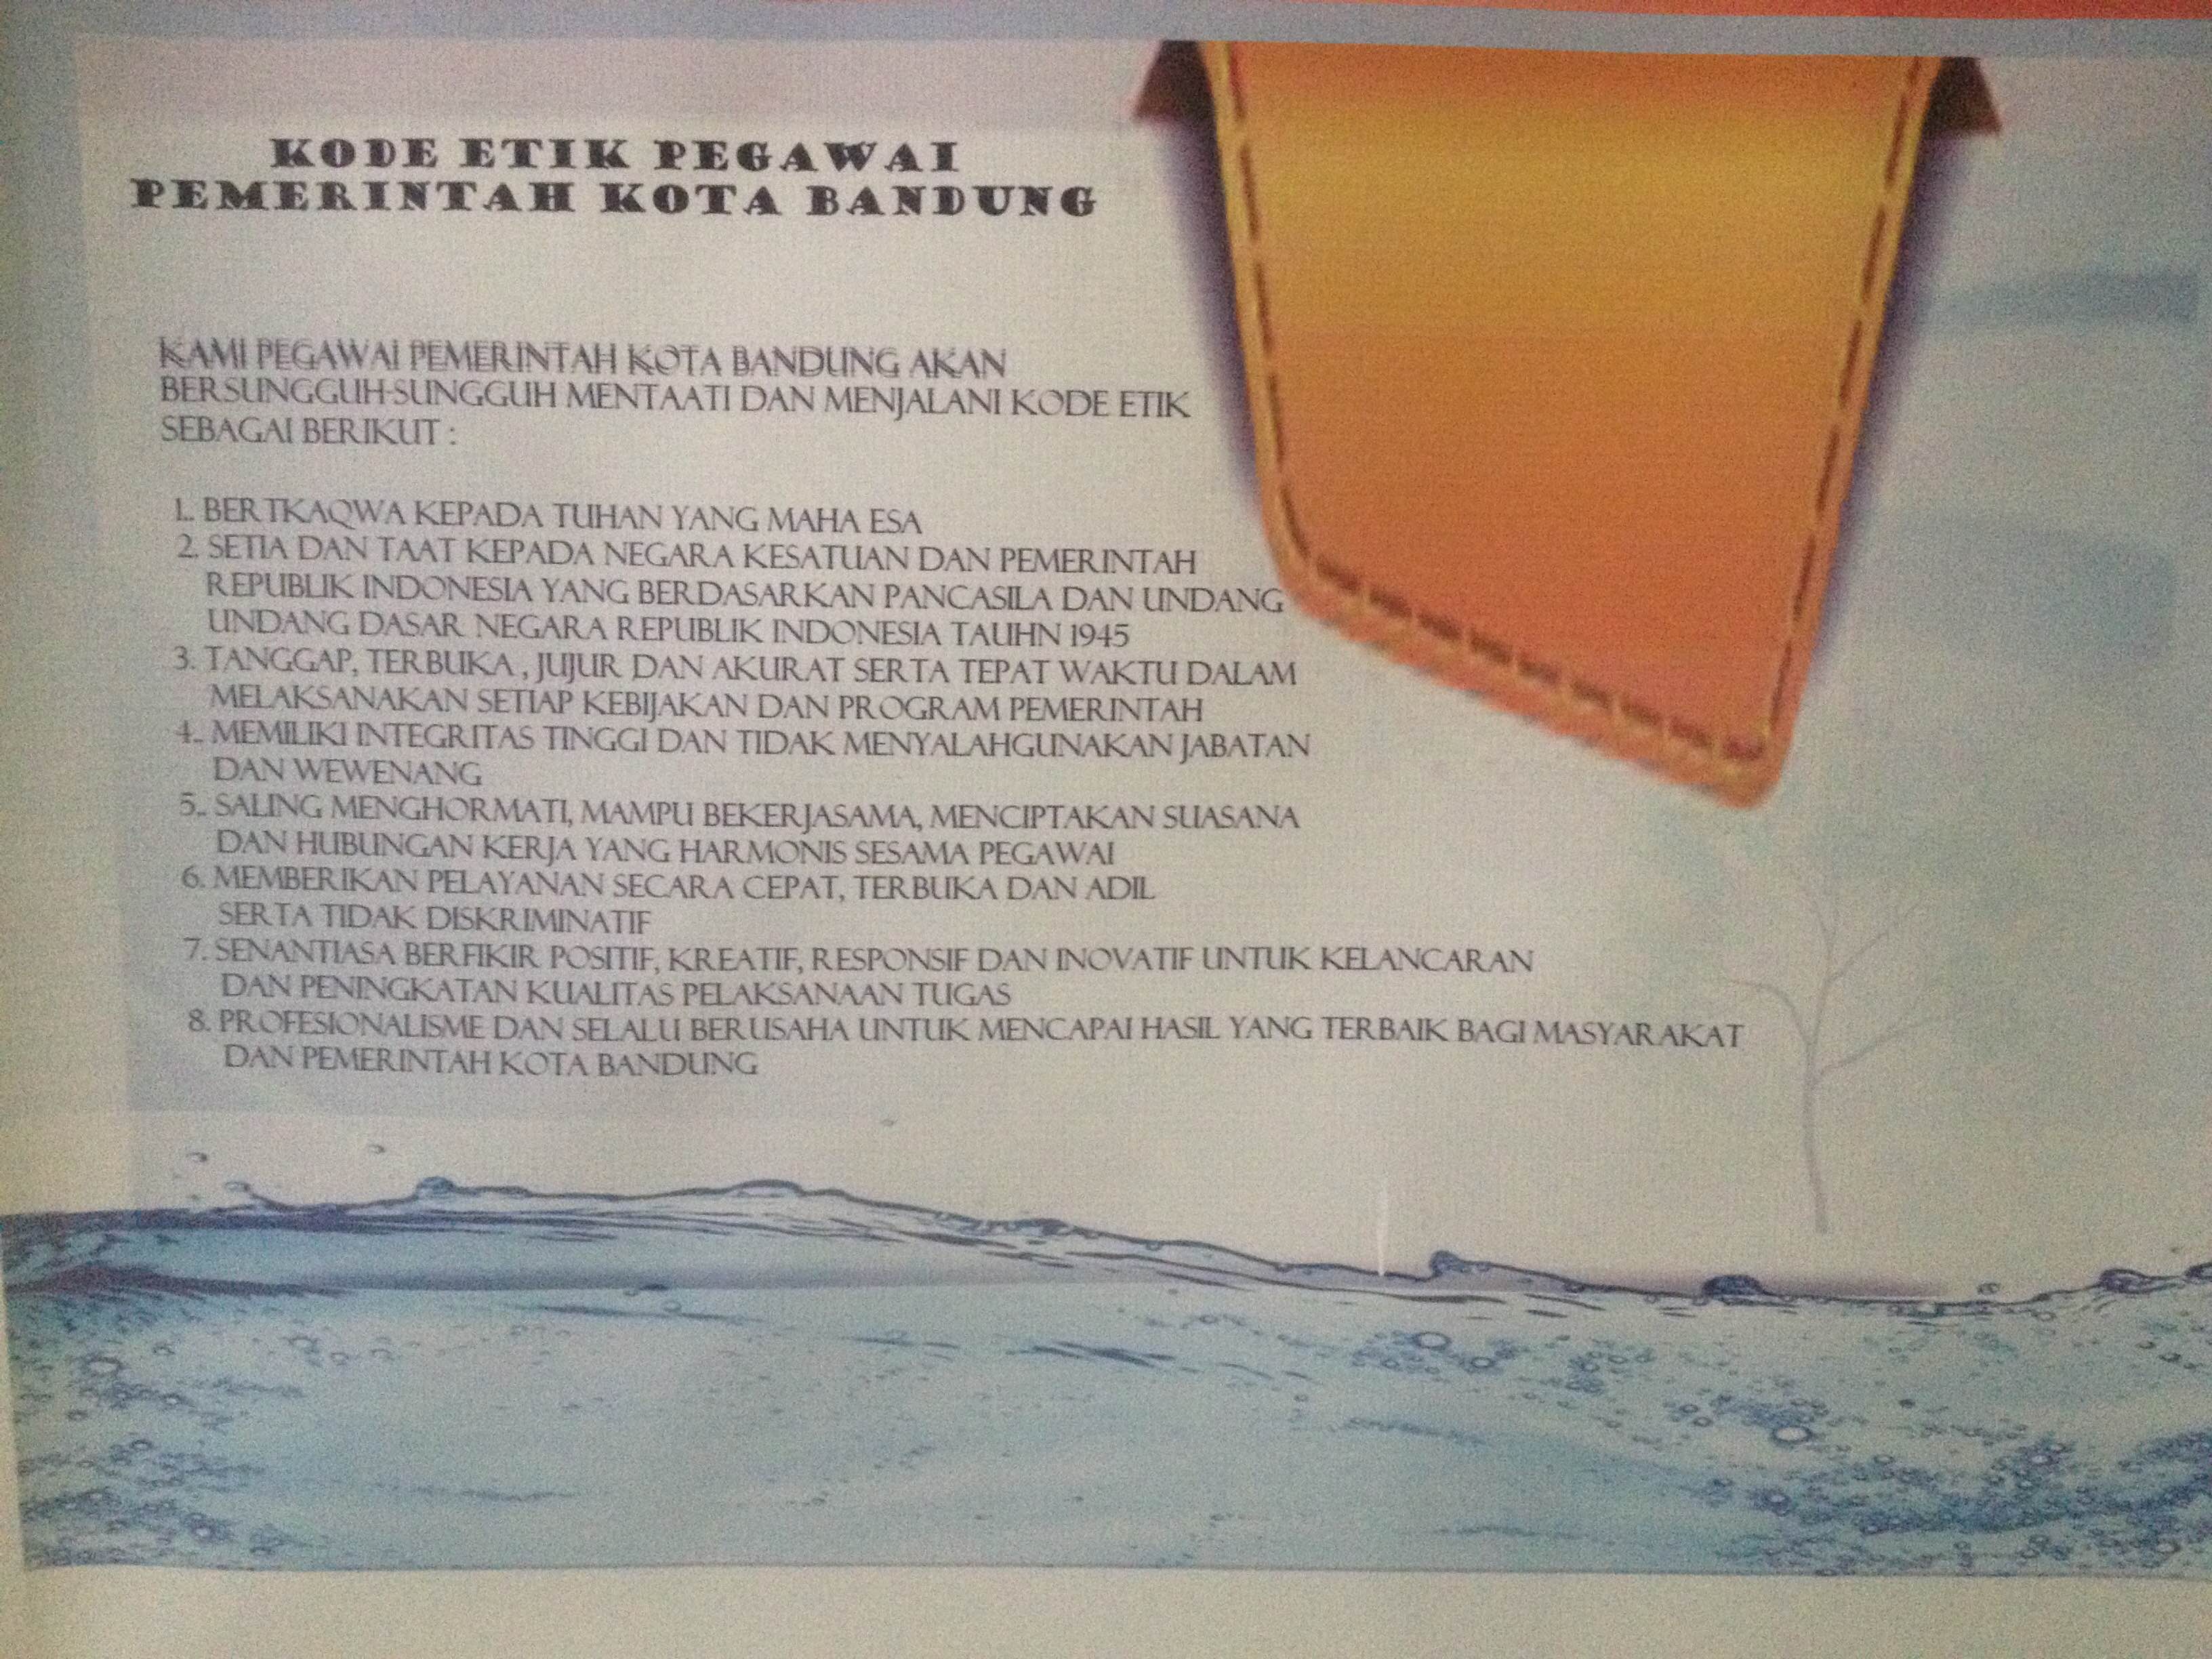 KODE ETIK PEGAWAI
PEMERINTAH KOTA BANDUNG
KAMI PEGAWAI PEMERINTAH KOTA BANDUNG AKAN
BERSUNGGUH-SUNGGUH MENTAATI DAN MENJALANI KODE ETIK
SEBAGAI BERIKUT :
1.. BERTKAQWA KEPADA TUHAN YANG MAHA ESA
2. SETIA DAN TAAT KEPADA NEGARA KESATUAN DAN PEMERINTAH
REPUBLIK INDONESIA YANG BERDASARKAN PANCASILA DAN UNDANG
UNDANG DASAR NEGARA REPUBLIK INDONESIA TAUHN 1945
3. TANGGAP, TERBUKA , JUJUR DAN AKURAT SERTA TEPAT WAKTU DALAM
MELAKSANAKAN SETIAP KEBIJAKAN DAN PROGRAM PEMERINTAH
4.. MEMILIKI INTEGRITAS TINGGI DAN TIDAK MENYALAHGUNAKAN JABATAN
DAN WEWENANG
5.. SALING MENGHORMATI, MAMPU BEKERJASAMA, MENCIPTAKAN SUASANA
DAN HUBUNGAN KERJA YANG HARMONIS SESAMA PEGAWAI
6. MEMBERIKAN PELAYANAN SECARA CEPAT, TERBUKA DAN ADIL
SERTA TIDAK DISKRIMINATIF
7. SENANTIASA BERFIKIR POSITIF, KREATIF, RESPONSIF DAN INOVATIF UNTUK KELANCARAN
DAN PENINGKATAN KUALITAS PELAKSANAAN TUGAS
8. PROFESIONALISME DAN SELALU BERUSAHA UNTUK MENCAPAI HASIL YANG TERBAIK BAGI MASYARAKAT
DAN PEMERINTAH KOTA BANDUNG